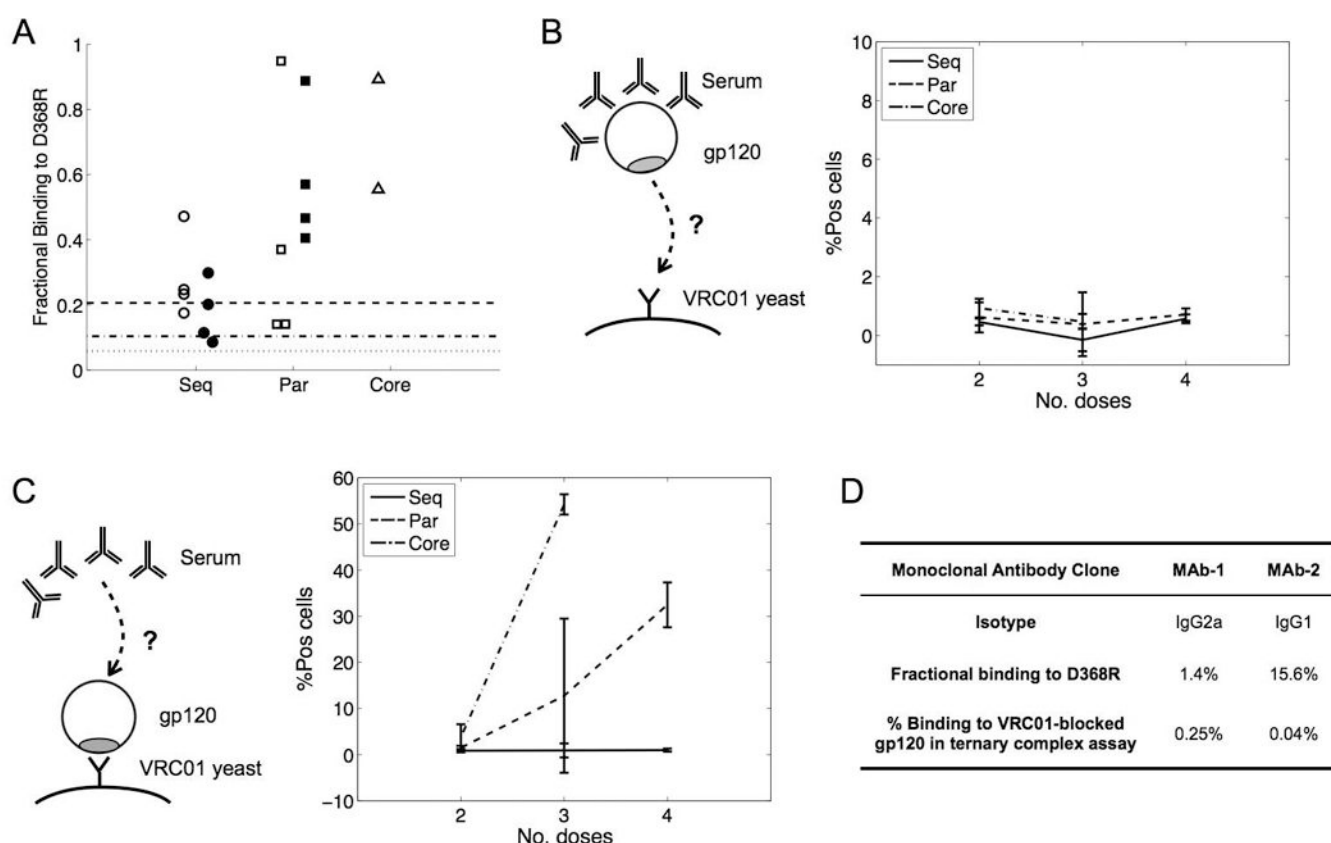 A
Fractional Binding to D368R
1
0.8
0.6
0.4
0.2
0
Seq Par Core
B
Serum
gp120
?
VRC01 yeast
%Pos cells
10
8
6
4
2
0
Seq
Par
Core
2 3 4
No. doses
C
Serum
?
gp120
VRC01 yeast
%Pos cells
60
50
40
30
20
10
0
−10
Seq
Par
Core
2 3 4
No. doses
D
Monoclonal Antibody Clone MAb-1 MAb-2
Isotype IgG2a IgG1
Fractional binding to D368R 1.4% 15.6%
% Binding to VRC01-blocked
gp120 in ternary complex assay 0.25% 0.04%